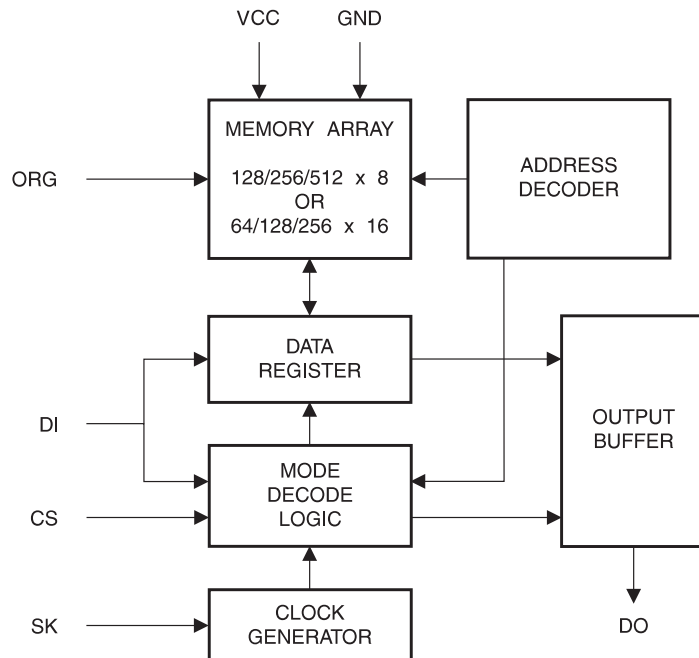 VCC
GND
MEMORY ARRAY
128/256/512 x 8
OR
64/128/256 x 16
ADDRESS
DECODER
ORG
DATA
REGISTER
DI
OUTPUT
BUFFER
MODE
DECODE
LOGIC
CS
CLOCK
GENERATOR
SK
DO